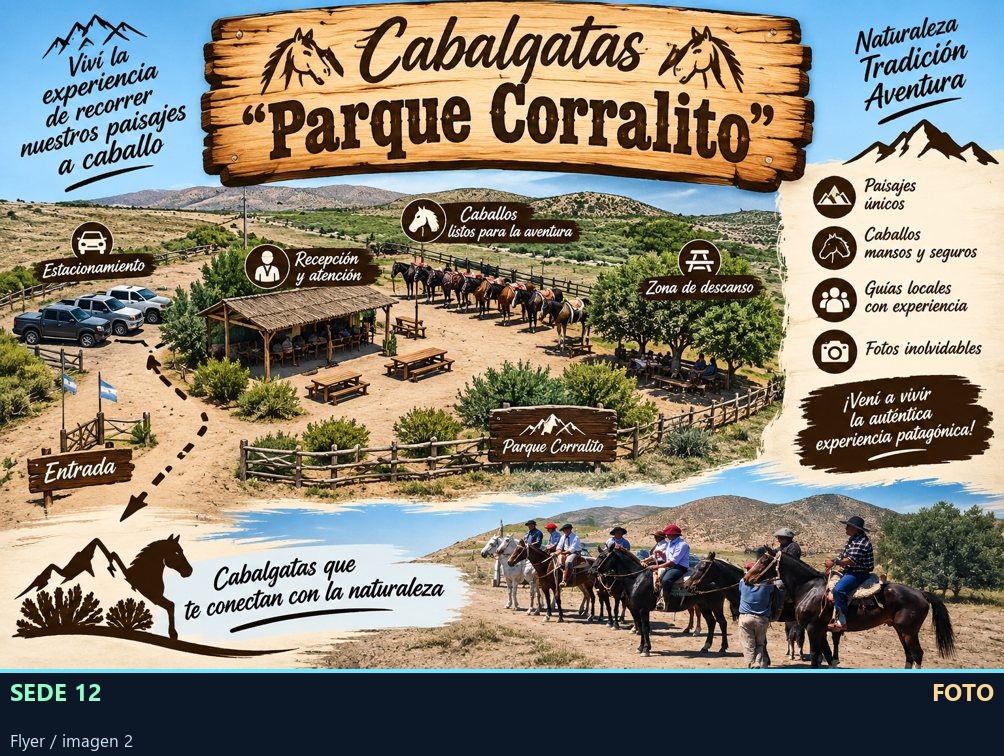 Viví la
experiencia
de recorrer
nuestros paisajes
a caballo
Cabalgatas
“Parque Corralito”
Naturaleza
Tradición
Aventura
Paisajes
únicos
Caballos
mansos y seguros
Guías locales
con experiencia
Fotos inolvidables
¡Vení a vivir
la auténtica
experiencia patagónica!
Estacionamiento
Recepción
y atención
Caballos
listos para la aventura
Zona de descanso
Parque Corralito
Entrada
Cabalgatas que
te conectan con la naturaleza
SEDE 12
FOTO
Flyer / imagen 2